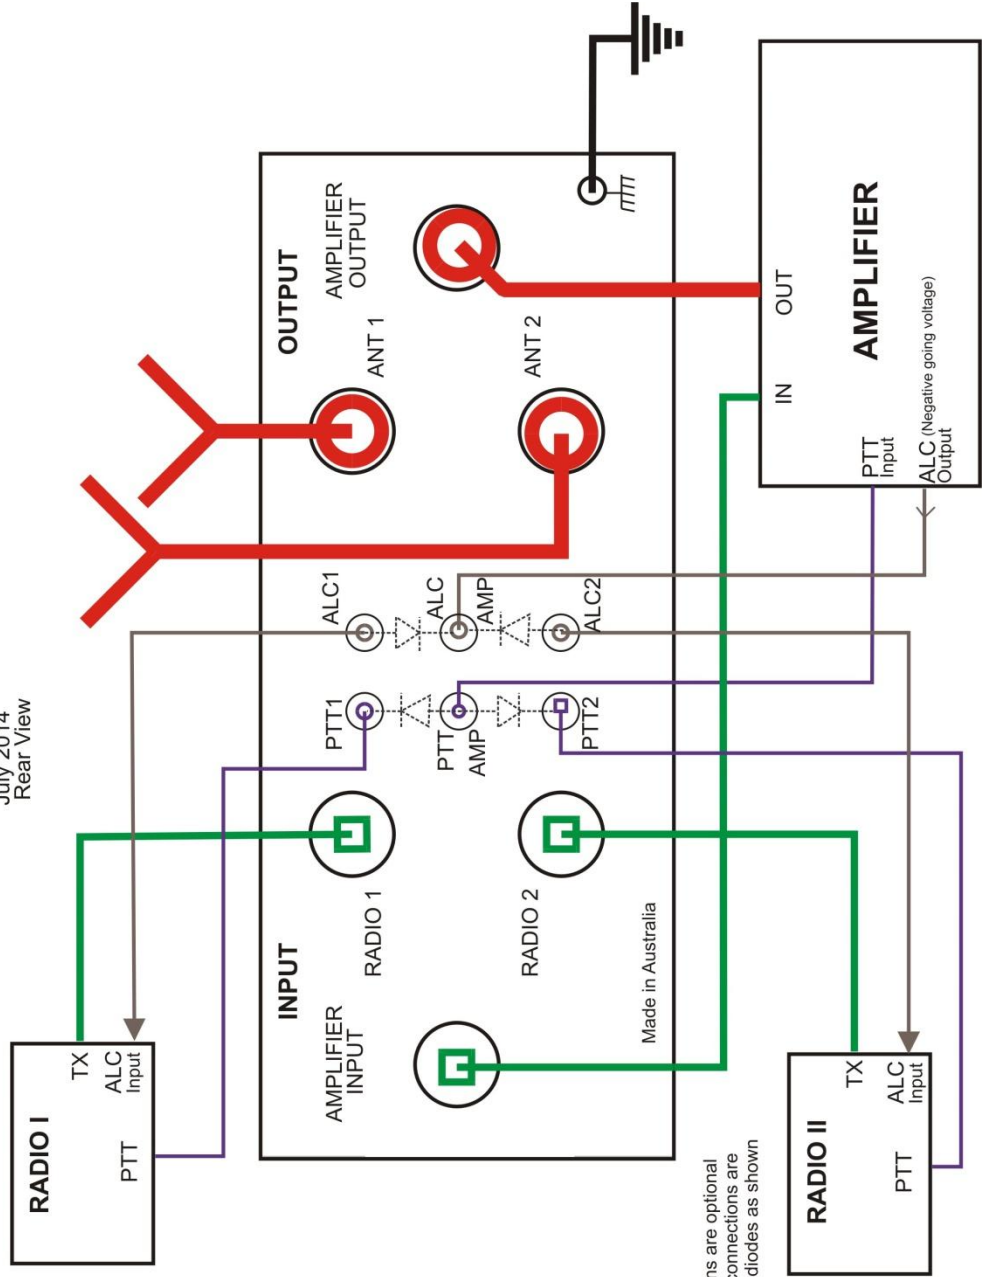 July 2014
Rear View
RADIO I
TX
ALC
Input
PTT
INPUT
AMPLIFIER
INPUT
RADIO 1
RADIO 2
Made in Australia
PTT1
PTT
AMP
PTT2
ALC1
ALC
AMP
ALC2
OUTPUT
AMPLIFIER
OUTPUT
ANT 1
ANT 2
ns are optional
connections are
diodes as shown
RADIO II
TX
ALC
Input
PTT
AMPLIFIER
IN
OUT
PTT
Input
ALC (Negative going voltage)
Output